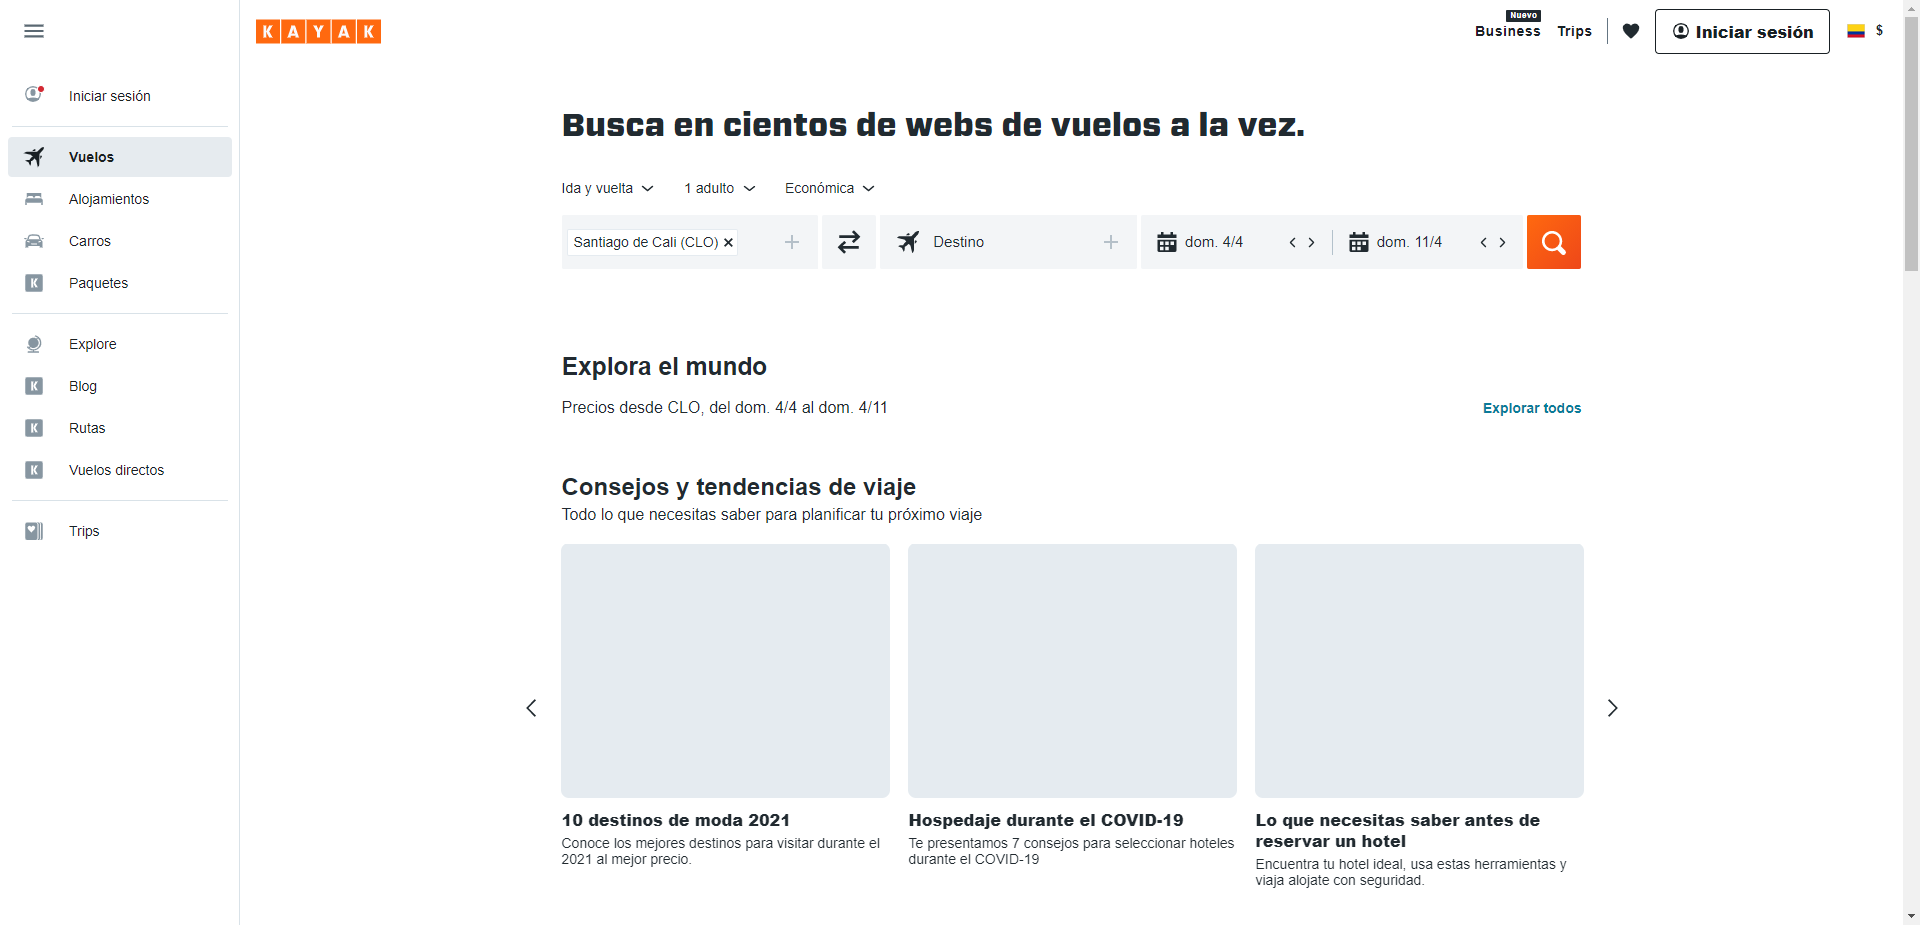 KAYAK
Nuevo
Business
Trips
Iniciar sesión
$
Iniciar sesión
Vuelos
Alojamientos
Carros
K Paquetes
Explore
K Blog
K Rutas
K Vuelos directos
Trips
Busca en cientos de webs de vuelos a la vez.
Ida y vuelta
1 adulto
Económica
Santiago de Cali (CLO)
Destino
dom. 4/4
dom. 11/4
Explora el mundo
Precios desde CLO, del dom. 4/4 al dom. 4/11
Explorar todos
Consejos y tendencias de viaje
Todo lo que necesitas saber para planificar tu próximo viaje
10 destinos de moda 2021
Conoce los mejores destinos para visitar durante el
2021 al mejor precio.
Hospedaje durante el COVID-19
Te presentamos 7 consejos para seleccionar hoteles
durante el COVID-19
Lo que necesitas saber antes de
reservar un hotel
Encuentra tu hotel ideal, usa estas herramientas y
viaja alojate con seguridad.